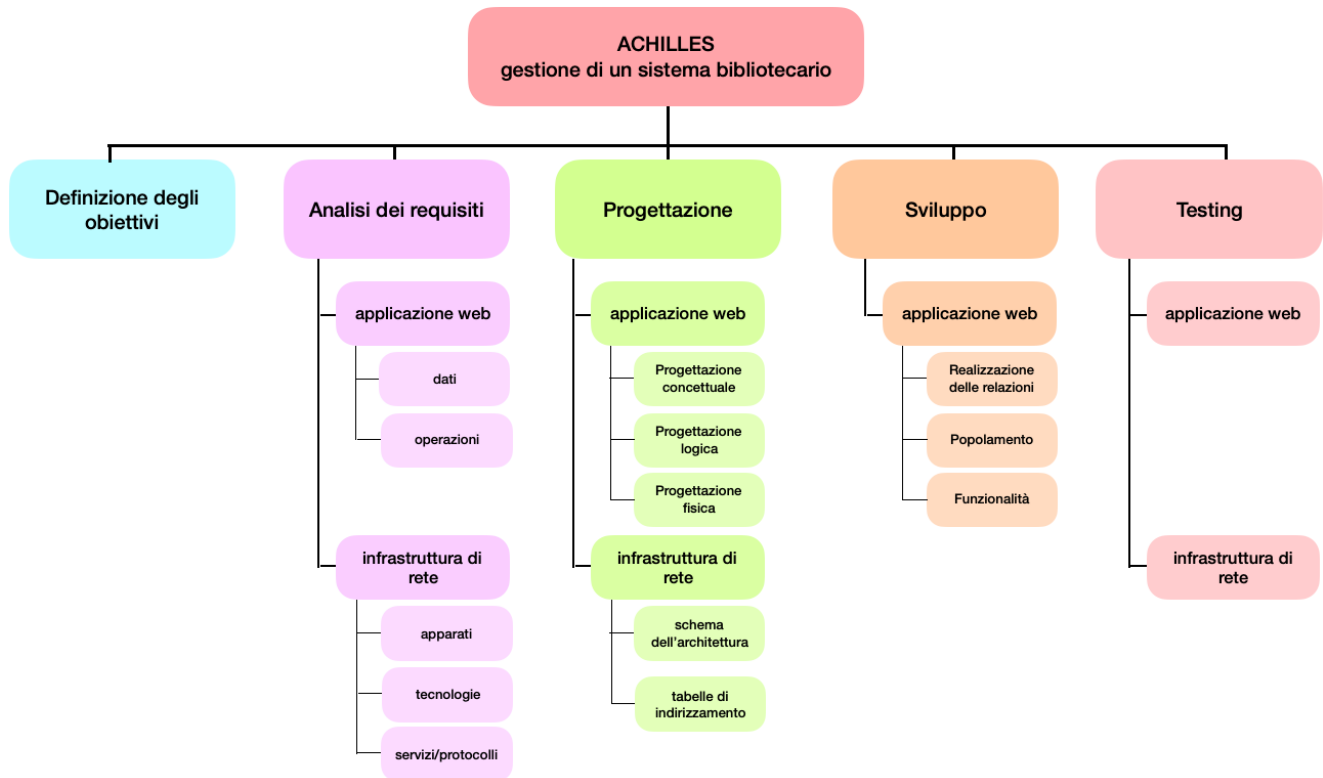 ACHILLES
gestione di un sistema bibliotecario
Definizione degli
obiettivi
Analisi dei requisiti
applicazione web
dati
operazioni
infrastruttura di
rete
apparati
tecnologie
servizi/protocolli
Progettazione
applicazione web
Progettazione
concettuale
Progettazione
logica
Progettazione
fisica
infrastruttura di
rete
schema
dell'architettura
tabelle di
indirizzamento
Sviluppo
applicazione web
Realizzazione
delle relazioni
Popolamento
Funzionalità
Testing
applicazione web
infrastruttura di
rete